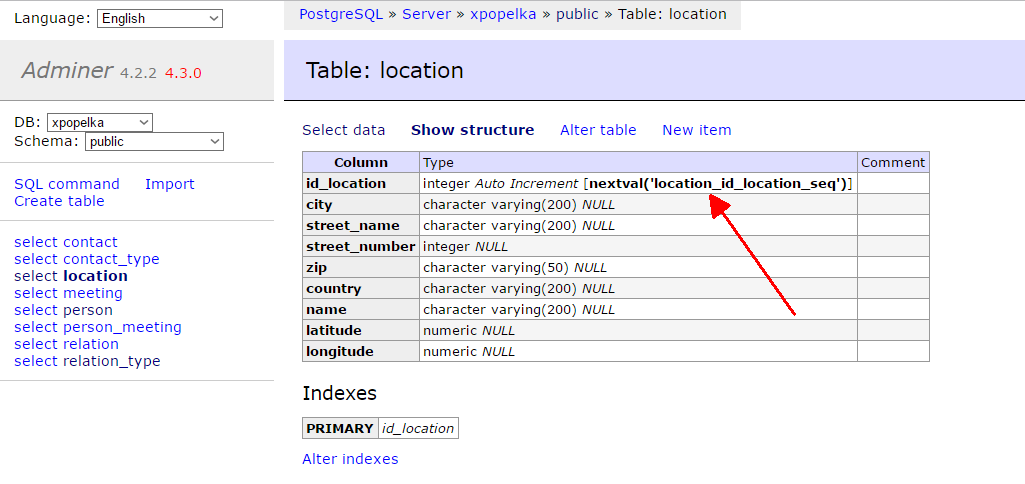 Language: English
PostgreSQL » Server » xpopelka » public » Table: location
Adminer 4.2.2 4.3.0
Table: location
DB: xpopelka
Schema: public
SQL command Import
Create table
select contact
select contact_type
select location
select meeting
select person
select person_meeting
select relation
select relation_type
Select data Show structure Alter table New item
Column Type Comment
id_location integer Auto Increment [nextval('location_id_location_seq')]
city character varying(200) NULL
street_name character varying(200) NULL
street_number integer NULL
zip character varying(50) NULL
country character varying(200) NULL
name character varying(200) NULL
latitude numeric NULL
longitude numeric NULL
Indexes
PRIMARY id_location
Alter indexes